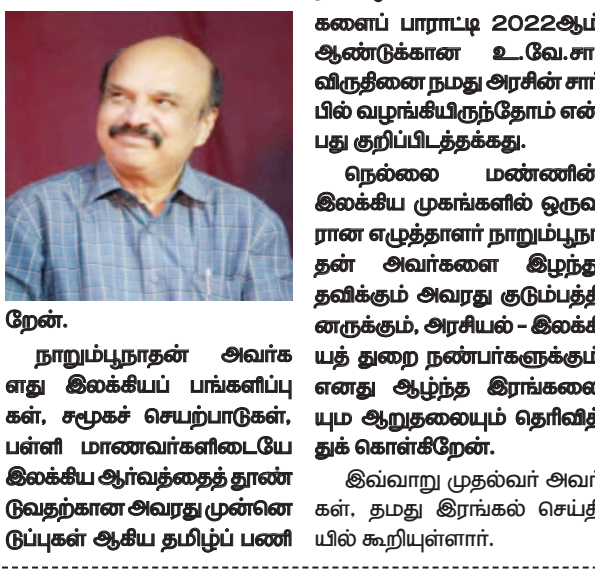 றேன்.
நாறும்பூநாதன் அவர்க
ளது இலக்கியப் பங்களிப்பு
கள், சமூகச் செயற்பாடுகள்,
பள்ளி மாணவர்களிடையே
இலக்கிய ஆர்வத்தைத் தூண்
டுவதற்கான அவரது முன்னெ
டுப்புகள் ஆகிய தமிழ்ப் பணி
களைப் பாராட்டி 2022ஆம்
ஆண்டுக்கான உ.வே.சா.
விருதினை நமது அரசின் சார்
பில் வழங்கியிருந்தோம் என்
பது குறிப்பிடத்தக்கது.
நெல்லை மண்ணின்
இலக்கிய முகங்களில் ஒருவ
ரான எழுத்தாளர் நாறும்பூநா
தன் அவர்களை இழந்து
தவிக்கும் அவரது குடும்பத்தி
னருக்கும், அரசியல் – இலக்கி
யத் துறை நண்பர்களுக்கும்
எனது ஆழ்ந்த இரங்கலை
யும ஆறுதலையும் தெரிவித்
துக் கொள்கிறேன்.
இவ்வாறு முதல்வர் அவர்
கள், தமது இரங்கல் செய்தி
யில் கூறியுள்ளார்.